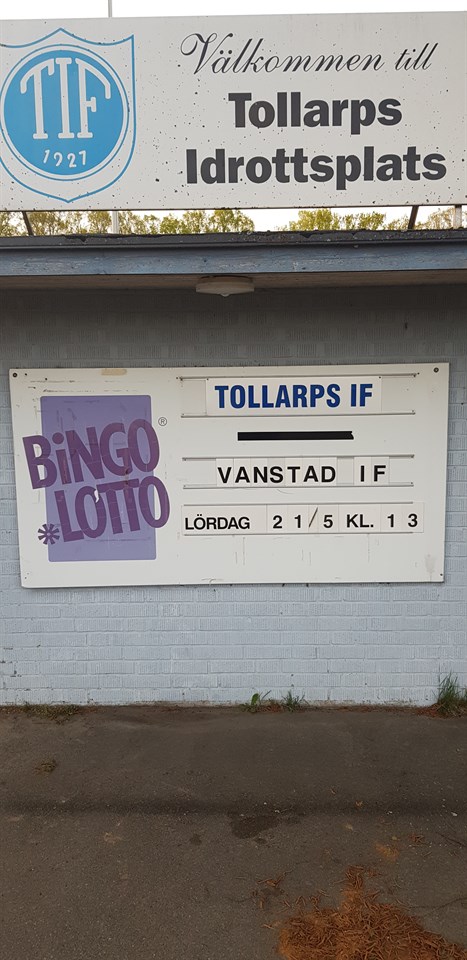 TIF
1927
Välkommen till
Tollarps
Idrottsplats
BiNGO®
LOTTO
TOLLARPS IF
VANSTAD IF
LÖRDAG 21/5 KL. 13